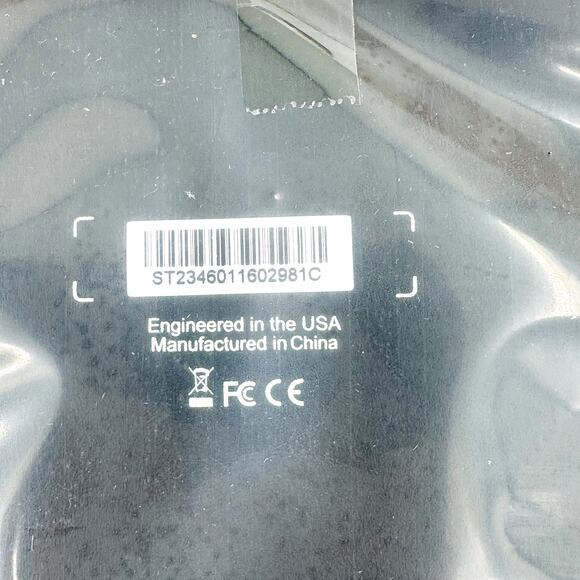 ST2346011602981C
Engineered in the USA
Manufactured in China
FC CE